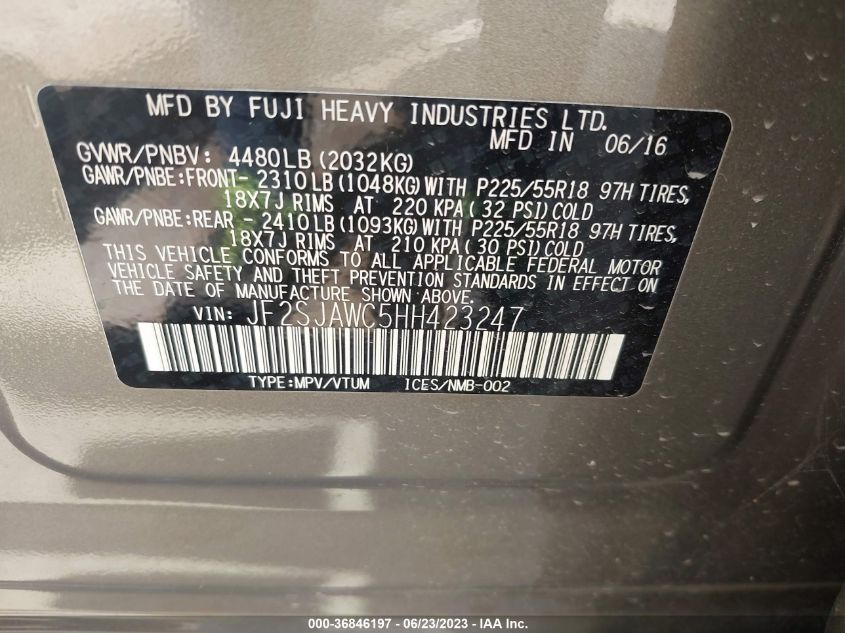 MFD BY FUJI HEAVY INDUSTRIES LTD.
MFD IN 06/16
GVWR/PNBV: 4480LB (2032KG)
GAWR/PNBE:FRONT- 2310LB (1048KG) WITH P225/55R18 97H TIRES,
18X7J RIMS AT 220 KPA (32 PSI) COLD
GAWR/PNBE:REAR - 2410LB (1093KG) WITH P225/55R18 97H TIRES,
18X7J RIMS AT 210 KPA (30 PSI) COLD
THIS VEHICLE CONFORMS TO ALL APPLICABLE FEDERAL MOTOR
VEHICLE SAFETY AND THEFT PREVENTION STANDARDS IN EFFECT ON
THE DATE OF MANUFACTURE SHOWN ABOVE.
VIN: JF2SJAWC5HH423247
TYPE:MPV/VTUM ICES/NMB-002
000-36846197 - 06/23/2023 - IAA Inc.